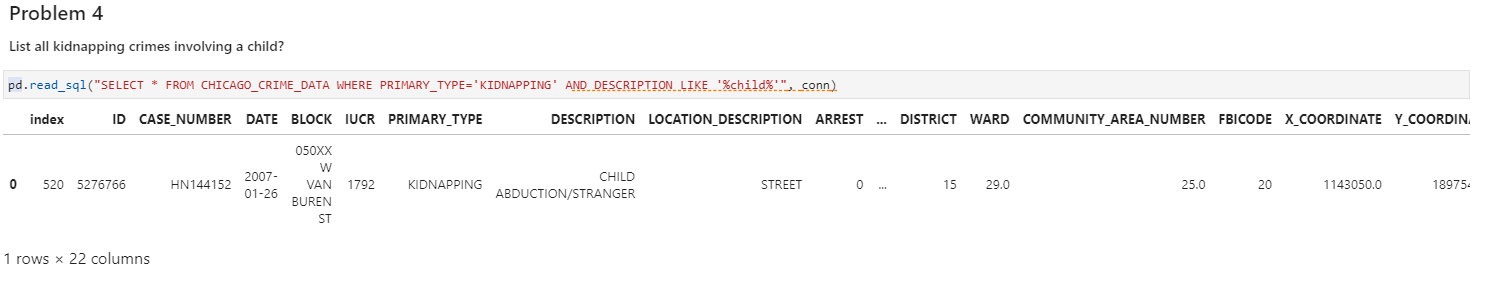 Problem 4
List all kidnapping crimes involving a child?
pd.read_sql("SELECT * FROM CHICAGO_CRIME_DATA WHERE PRIMARY_TYPE='KIDNAPPING' AND DESCRIPTION LIKE '%child%'", conn)
index ID CASE_NUMBER DATE BLOCK IUCR PRIMARY_TYPE DESCRIPTION LOCATION_DESCRIPTION ARREST ... DISTRICT WARD COMMUNITY_AREA_NUMBER FBICODE X_COORDINATE Y_COORDINA
0 520 5276766 HN144152 2007-01-26 050XX W VAN BUREN ST 1792 KIDNAPPING CHILD ABDUCTION/STRANGER STREET 0 ... 15 29.0 25.0 20 1143050.0 189754
1 rows × 22 columns